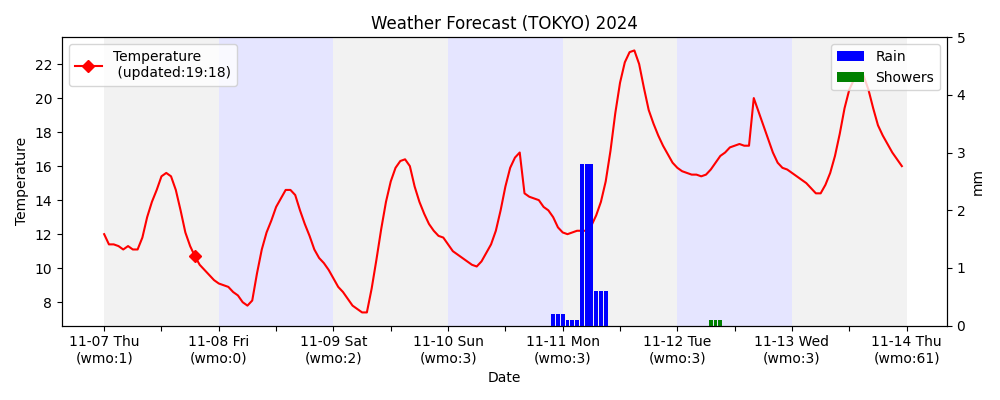 Weather Forecast (TOKYO) 2024
Temperature
(updated:19:18)
Rain
Showers
Temperature
22
20
18
16
14
12
10
8
5
4
3
2
1
0
mm
11-07 Thu 11-08 Fri 11-09 Sat 11-10 Sun 11-11 Mon 11-12 Tue 11-13 Wed 11-14 Thu
(wmo:1) (wmo:0) (wmo:2) (wmo:3) (wmo:3) (wmo:3) (wmo:3) (wmo:61)
Date